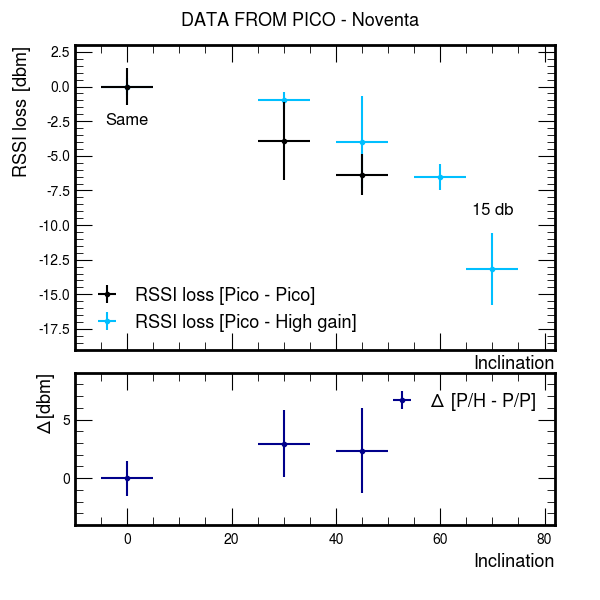 DATA FROM PICO - Noventa
RSSI loss [dbm]
2.5
0.0
-2.5
-5.0
-7.5
-10.0
-12.5
-15.0
-17.5
Same
15 db
RSSI loss [Pico - Pico]
RSSI loss [Pico - High gain]
Inclination
Δ[dbm]
5
0
Δ [P/H - P/P]
0 20 40 60 80
Inclination